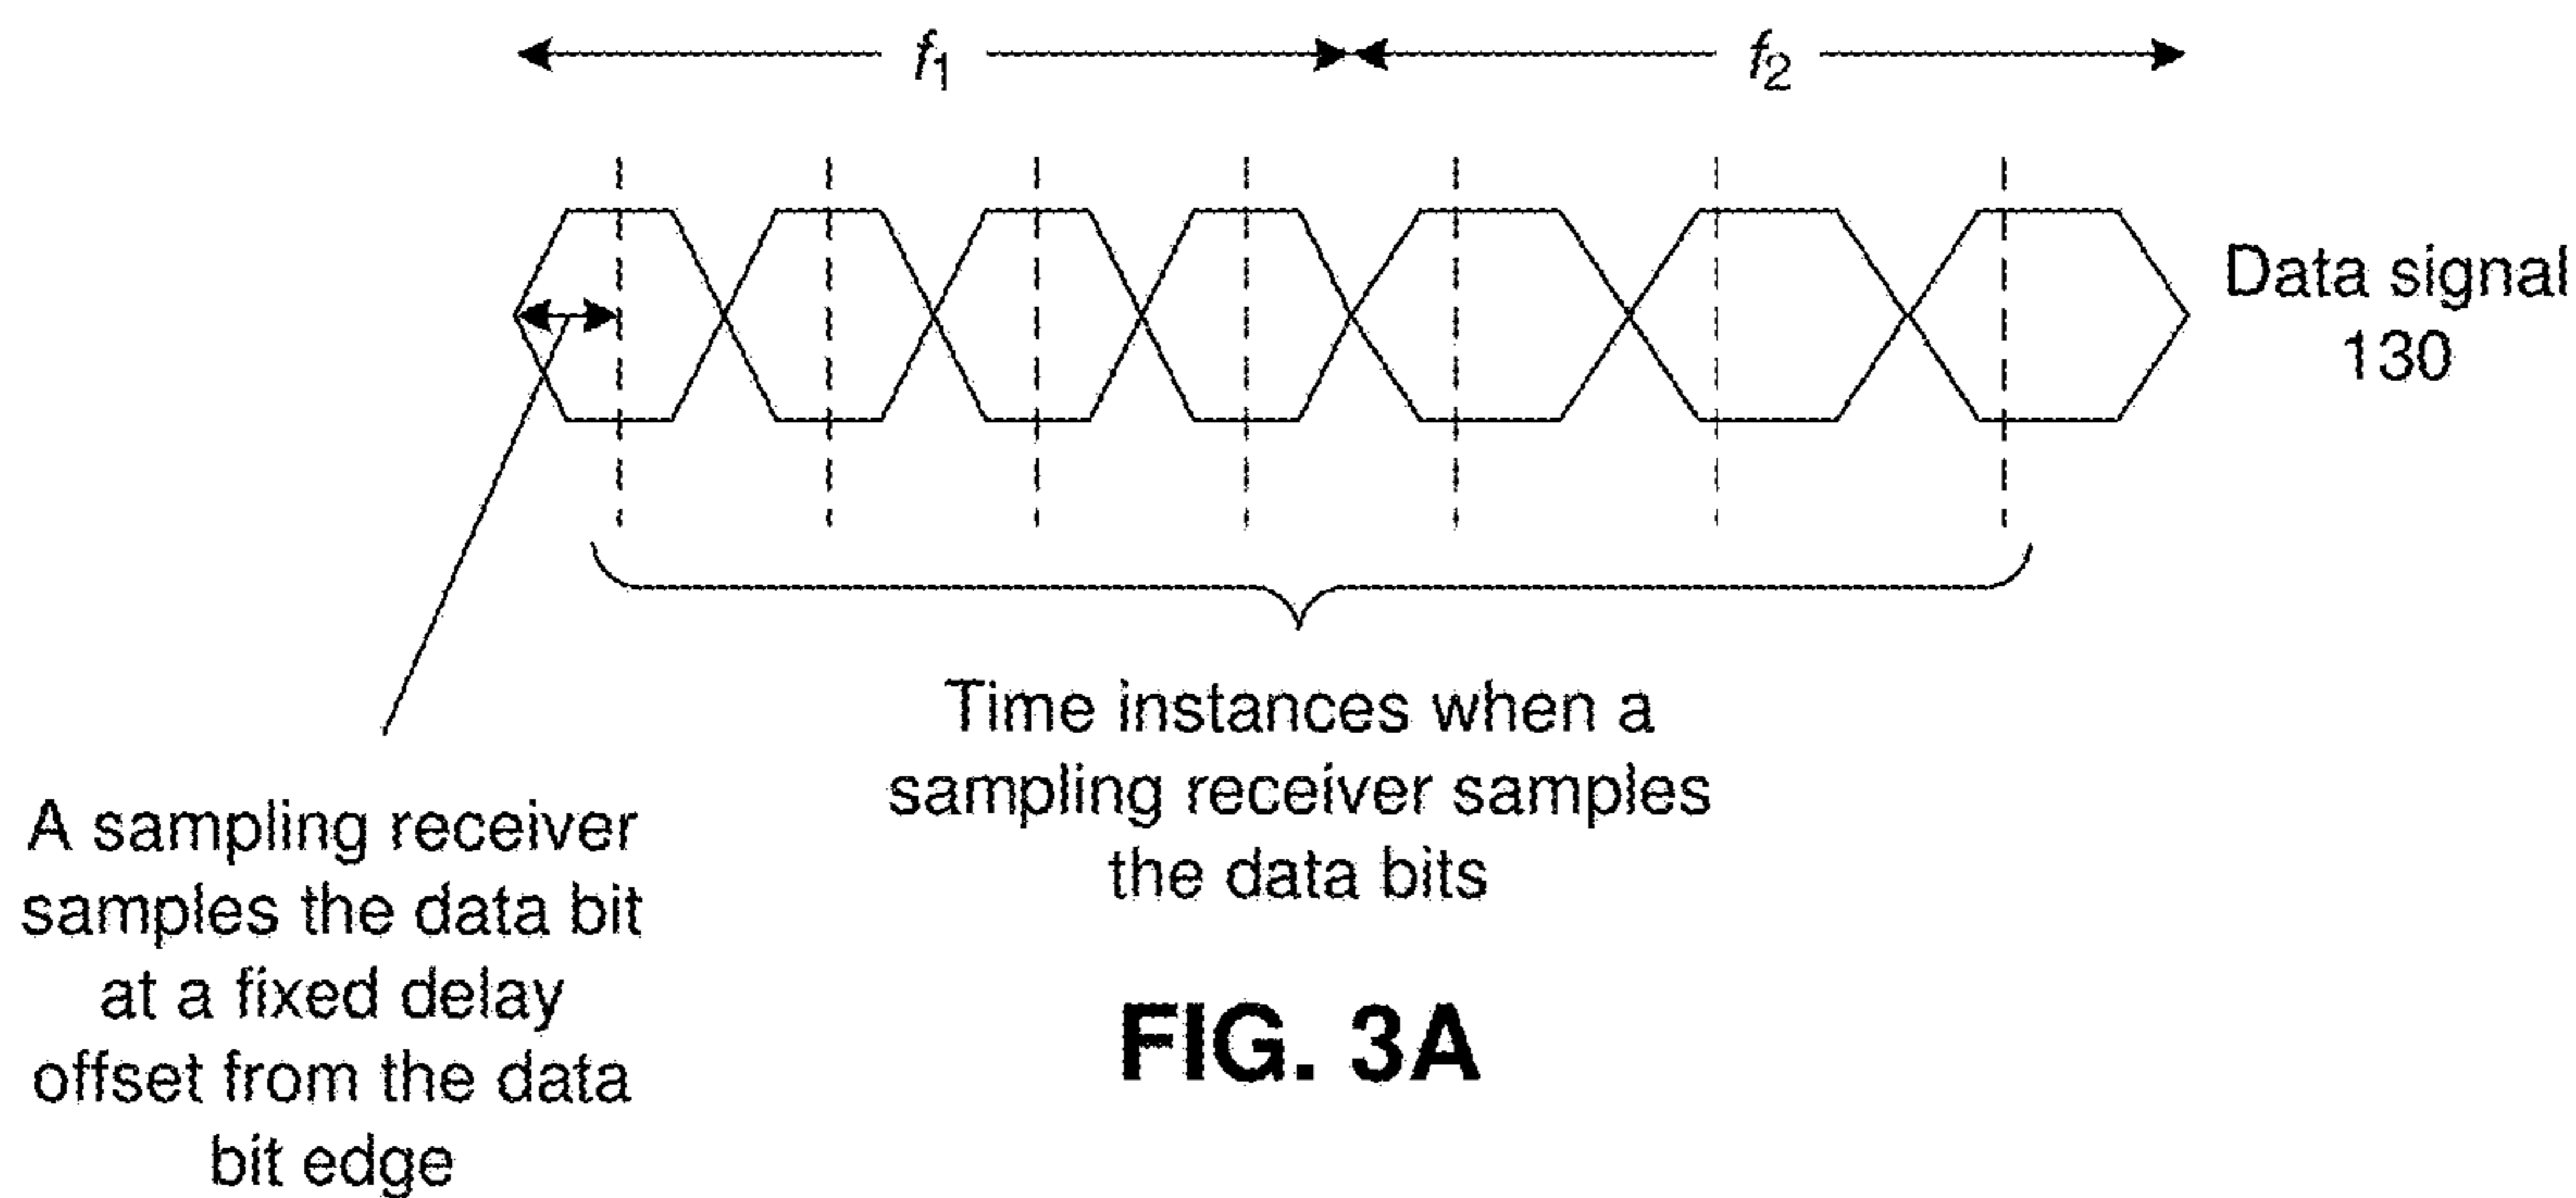 f1
f2
Data signal
130
Time instances when a
sampling receiver samples
the data bits
A sampling receiver
samples the data bit
at a fixed delay
offset from the data
bit edge
FIG. 3A